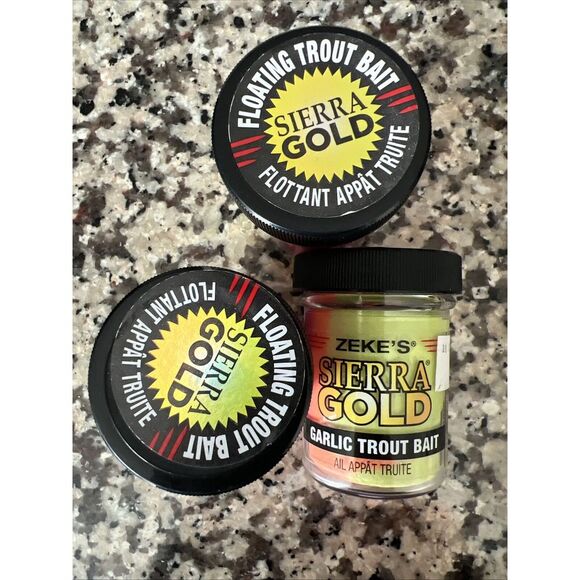 FLOATING TROUT BAIT
SIERRA
GOLD
FLOTTANT APPÂT TRUITE
FLOATING TROUT BAIT
SIERRA
GOLD
FLOTTANT APPÂT TRUITE
ZEKE'S®
SIERRA®
GOLD
GARLIC TROUT BAIT
AIL APPÂT TRUITE